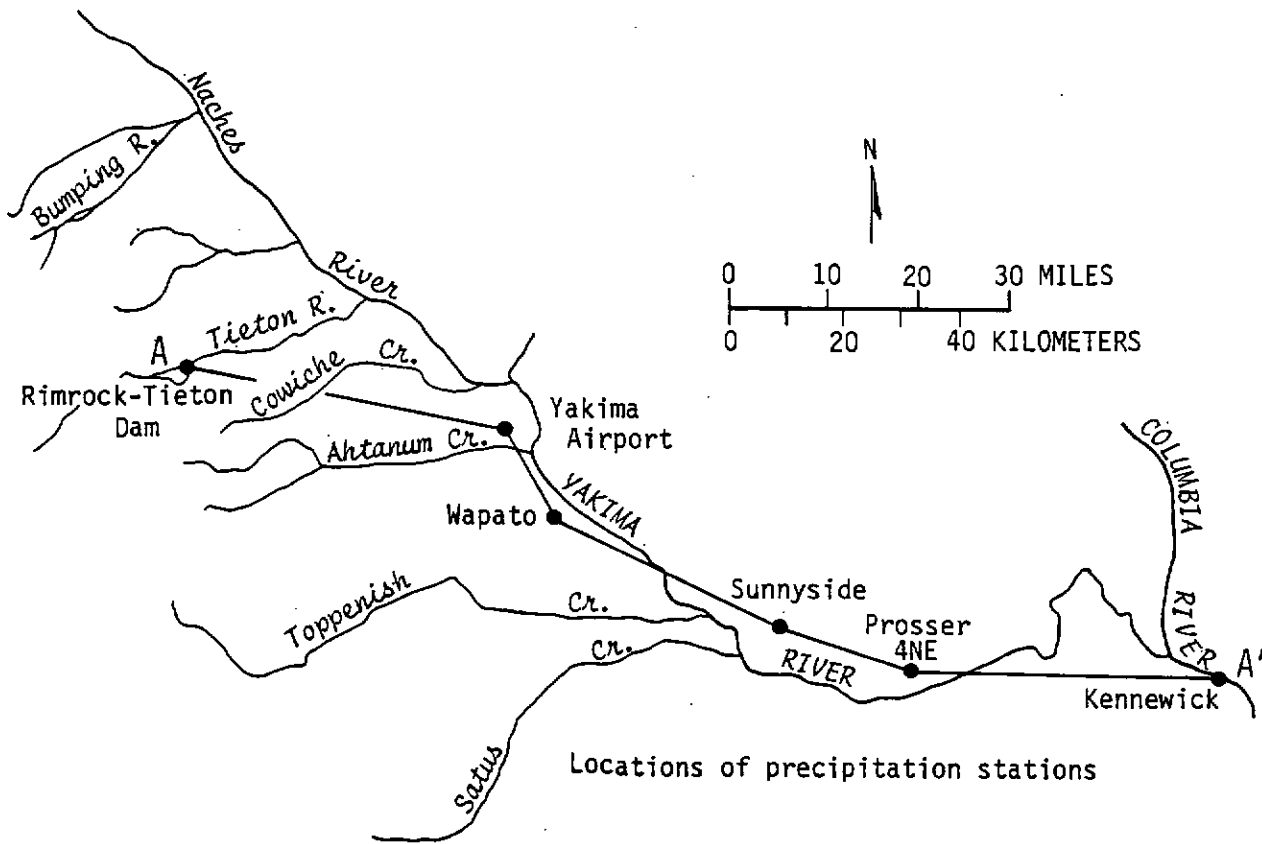 Naches
Bumping R.
River
N
0 10 20 30 MILES
0 20 40 KILOMETERS
Tieton R.
A
Rimrock-Tieton
Dam
Cowiche Cr.
Yakima
Airport
Ahtanum Cr.
YAKIMA
Wapato
COLUMBIA
RIVER
Sunnyside
Toppenish Cr.
Prosser
4NE
Cr.
RIVER
A'
Kennewick
Satus
Locations of precipitation stations